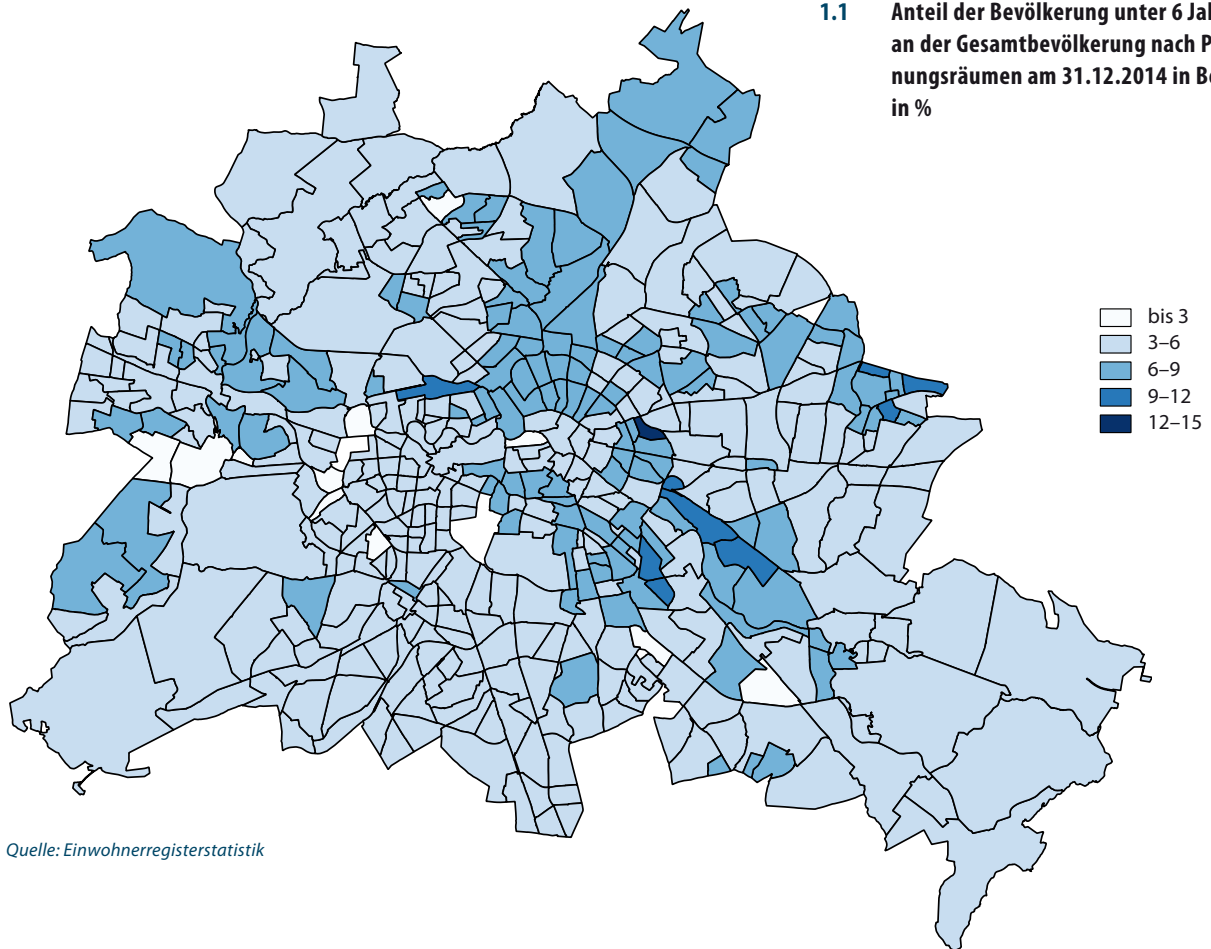 1.1 Anteil der Bevölkerung unter 6 Jal
an der Gesamtbevölkerung nach P
nungsräumen am 31.12.2014 in B
in %
bis 3
3–6
6–9
9–12
12–15
Quelle: Einwohnerregisterstatistik